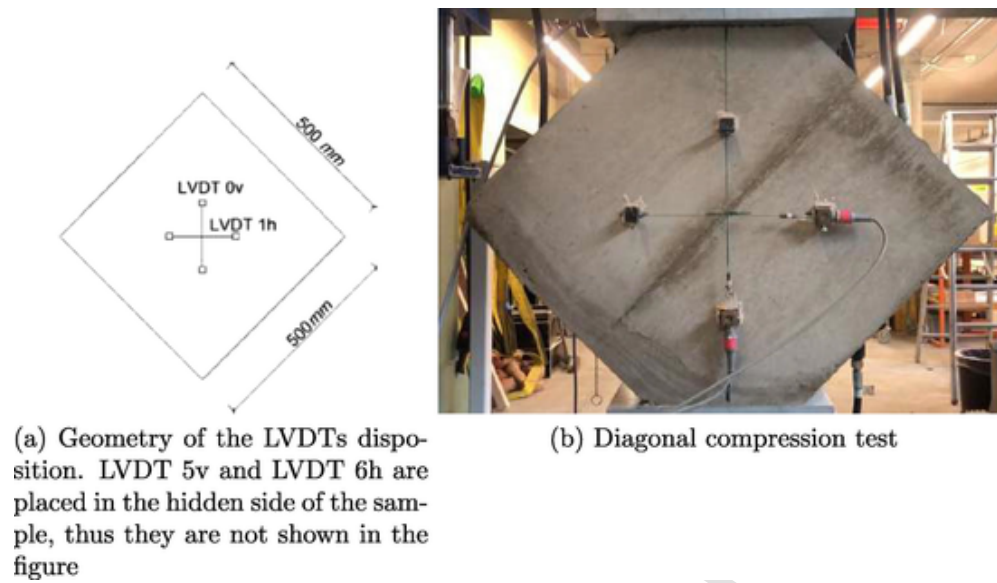 500 mm
LVDT 0v
LVDT 1h
500mm
(a) Geometry of the LVDTs dispo-
sition. LVDT 5v and LVDT 6h are
placed in the hidden side of the sam-
ple, thus they are not shown in the
figure
(b) Diagonal compression test